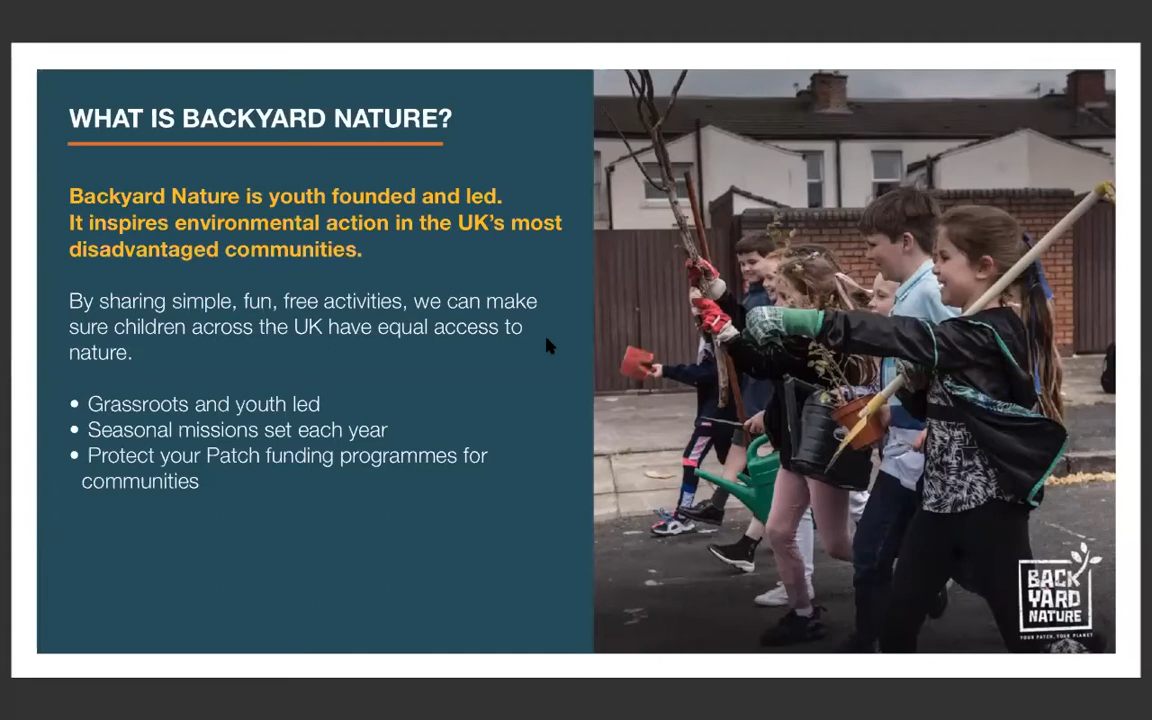 WHAT IS BACKYARD NATURE?
Backyard Nature is youth founded and led.
It inspires environmental action in the UK's most
disadvantaged communities.
By sharing simple, fun, free activities, we can make
sure children across the UK have equal access to
nature.
• Grassroots and youth led
• Seasonal missions set each year
• Protect your Patch funding programmes for
communities
BACK
YARD
NATURE
YOUR PATCH, YOUR PLANET